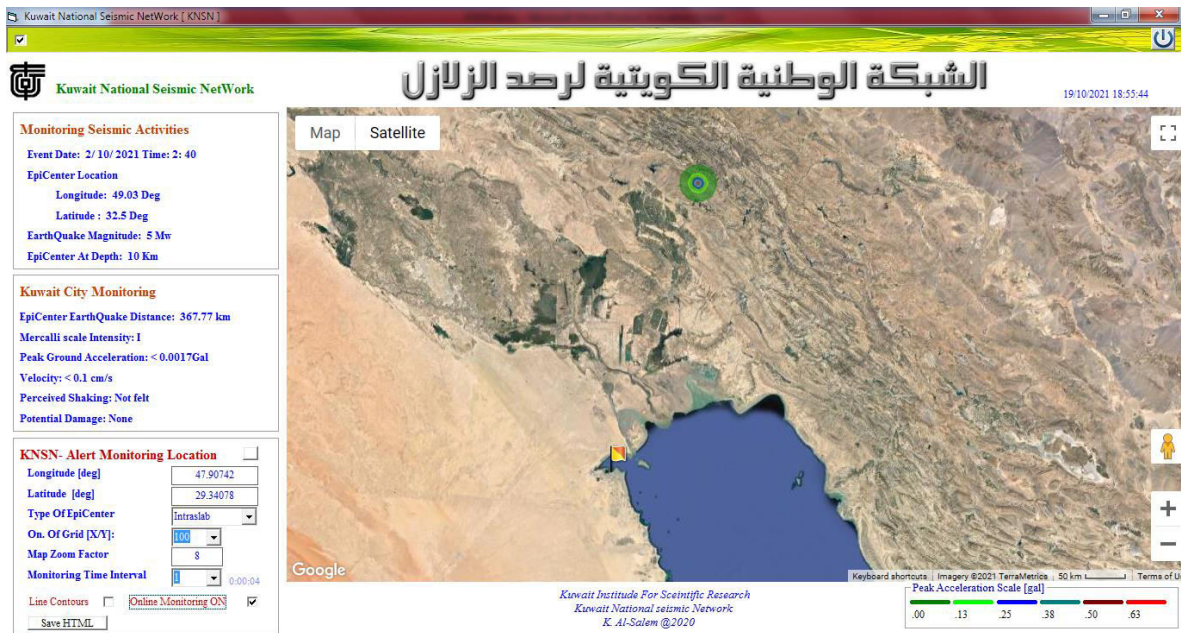 Kuwait National Seismic NetWork [ KNSN ]
Kuwait National Seismic NetWork
الشبكة الوطنية الكويتية لرصد الزلازل
19/10/2021 18:55:44
Monitoring Seismic Activities
Event Date: 2/ 10/ 2021 Time: 2: 40
EpiCenter Location
Longitude: 49.03 Deg
Latitude : 32.5 Deg
EarthQuake Magnitude: 5 Mw
EpiCenter At Depth: 10 Km
Kuwait City Monitoring
EpiCenter EarthQuake Distance: 367.77 km
Mercalli scale Intensity: I
Peak Ground Acceleration: < 0.0017Gal
Velocity: < 0.1 cm/s
Perceived Shaking: Not felt
Potential Damage: None
KNSN- Alert Monitoring Location
Longitude [deg] 47.90742
Latitude [deg] 29.34078
Type Of EpiCenter Intraslab
On. Of Grid [X/Y]: 100
Map Zoom Factor 8
Monitoring Time Interval 1 0:00:04
Line Contours Online Monitoring ON
Save HTML
Map Satellite
Google
Keyboard shortcuts Imagery ©2021 TerraMetrics 50 km Terms of U
Kuwait Institude For Sceintific Research
Kuwait National seismic Network
K. Al-Salem @2020
Peak Acceleration Scale [gal]
.00 .13 .25 .38 .50 .63